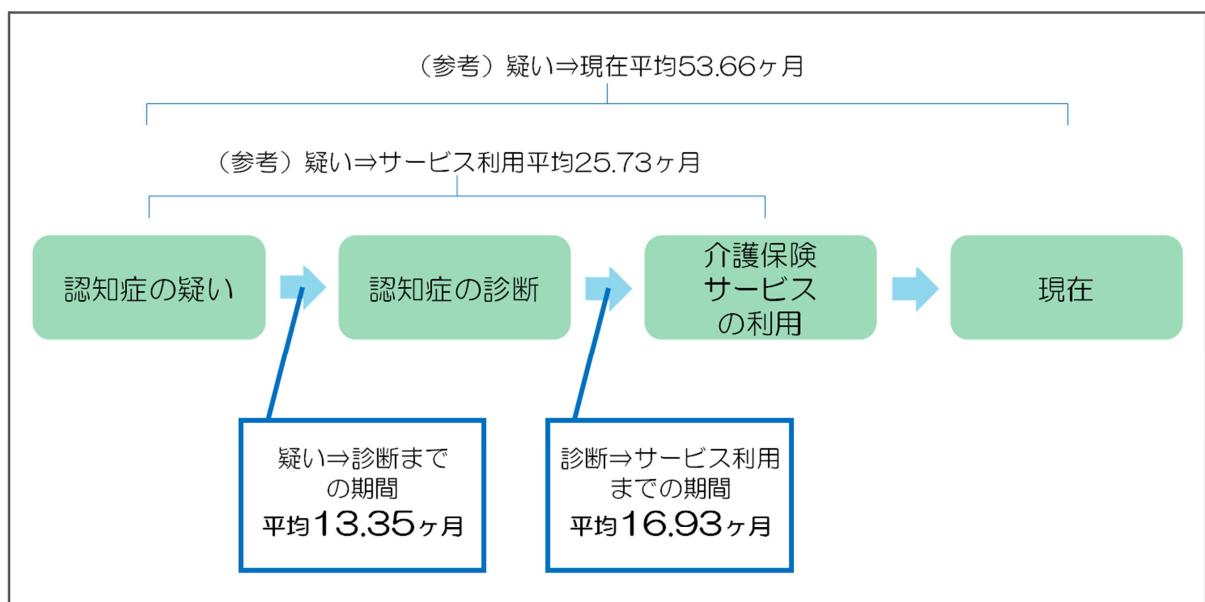 (参考)疑い⇒現在平均53.66ヶ月
(参考)疑い⇒サービス利用平均25.73ヶ月
認知症の疑い
認知症の診断
介護保険
サービス
の利用
現在
疑い⇒診断まで
の期間
平均13.35ヶ月
診断⇒サービス利用
までの期間
平均16.93ヶ月